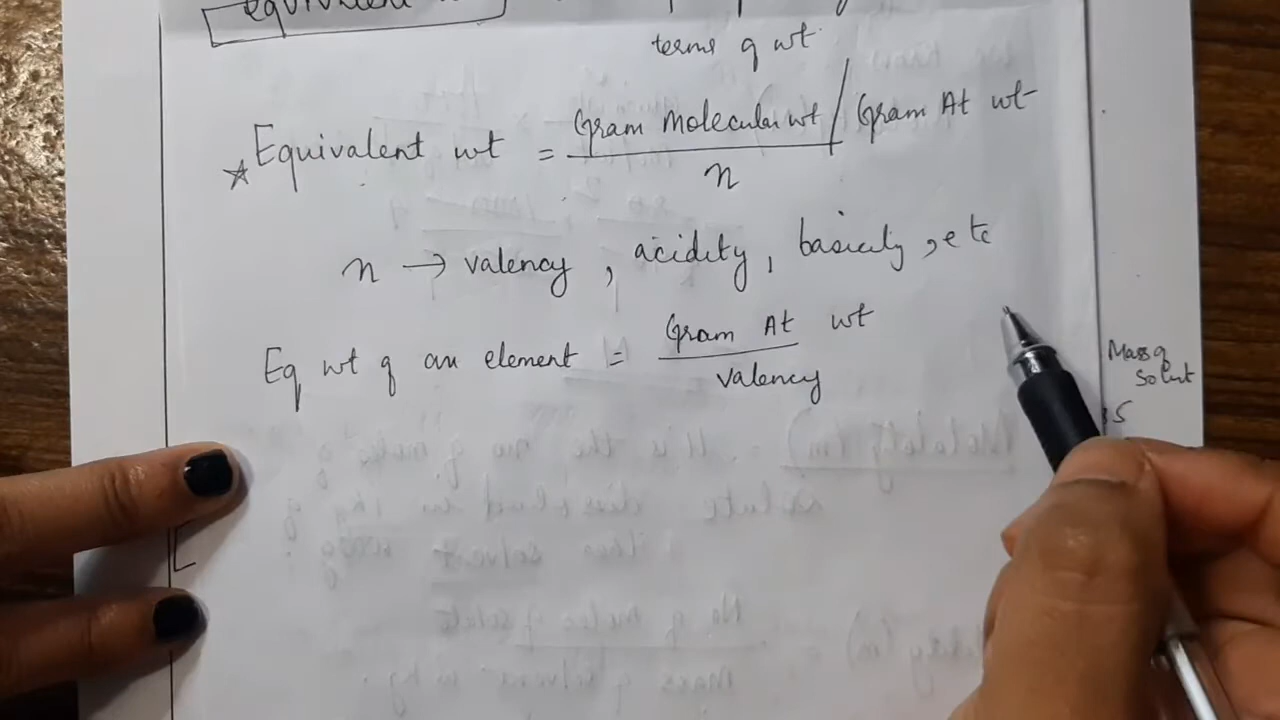 equivalent
terms of wt
Equivalent wt = Gram Molecular wt / Gram At wt
n
n → valency, acidity, basicity, etc
Eq wt of an element = Gram At wt
valency
Mass of
Solut